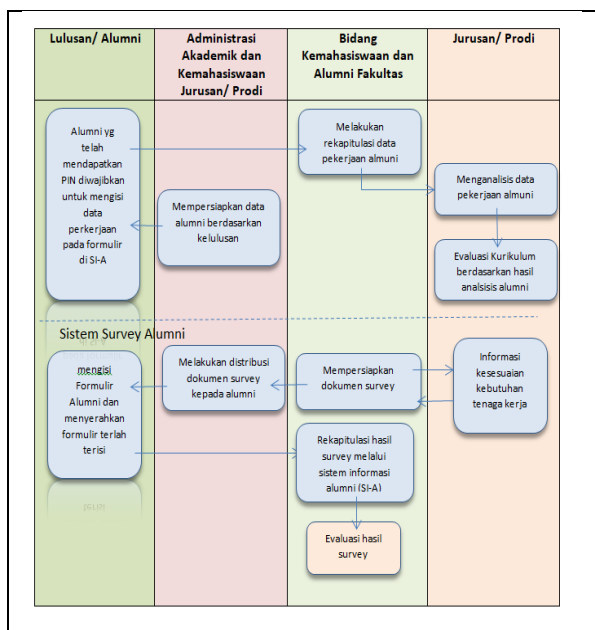 Lulusan/ Alumni
Administrasi
Akademik dan
Kemahasiswaan
Jurusan/ Prodi
Bidang
Kemahasiswaan dan
Alumni Fakultas
Jurusan/ Prodi
Alumni yg
telah
mendapatkan
PIN diwajibkan
untuk mengisi
data
perkerjaan
pada formulir
di SI-A
Mempersiapkan data
alumni berdasarkan
kelulusan
Melakukan
rekapitulasi data
pekerjaan almuni
Menganalisis data
pekerjaan almuni
Evaluasi Kurikulum
berdasarkan hasil
analsisis alumni
Sistem Survey Alumni
mengisi
Formulir
Alumni dan
menyerahkan
formulir terlah
terisi
Melakukan distribusi
dokumen survey
kepada alumni
Mempersiapkan
dokumen survey
Informasi
kesesuaian
kebutuhan
tenaga kerja
Rekapitulasi hasil
survey melalui
sistem informasi
alumni (SI-A)
Evaluasi hasil
survey